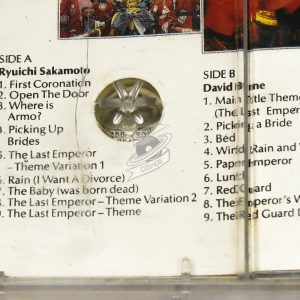 SIDE A
Ryuichi Sakamoto
1. First Coronation
2. Open The Door
3. Where is
Armo?
4. Picking Up
Brides
5. The Last Emperor
– Theme Variation 1
6. Rain (I Want A Divorce)
7. The Baby (was born dead)
8. The Last Emperor – Theme Variation 2
9. The Last Emperor – Theme
SIDE B
David Byrne
1. Main Title Theme
(The Last Emperor)
2. Picking a Bride
3. Bed
4. Wind, Rain and
5. Paper Emperor
6. Lunch
7. Red Guard
8. The Emperor's
9. The Red Guard